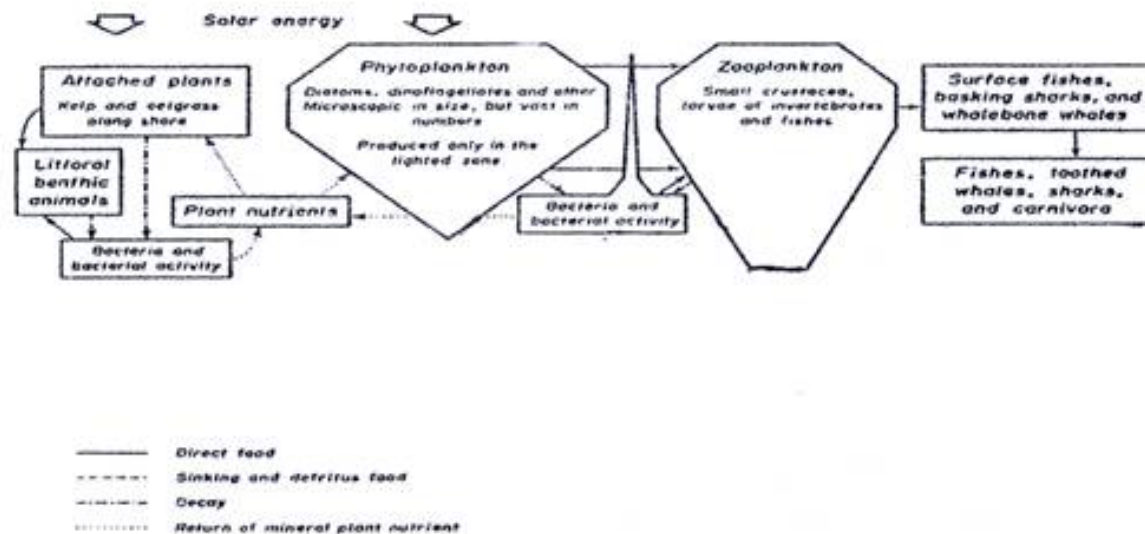 Solar energy
Attached plants
Kelp and eelgrass
along shore
Littoral
benthic
animals
Bacteria and
bacterial activity
Plant nutrients
Phytoplankton
Diatoms, dinoflagellates and other
Microscopic in size, but vast in
numbers
Produced only in the
lighted zone
Bacteria and
bacterial activity
Zooplankton
Small crustacea,
larvae of invertebrates
and fishes
Surface fishes,
basking sharks, and
whalebone whales
Fishes, toothed
whales, sharks,
and carnivora
Direct food
Sinking and detritus food
Decay
Return of mineral plant nutrient